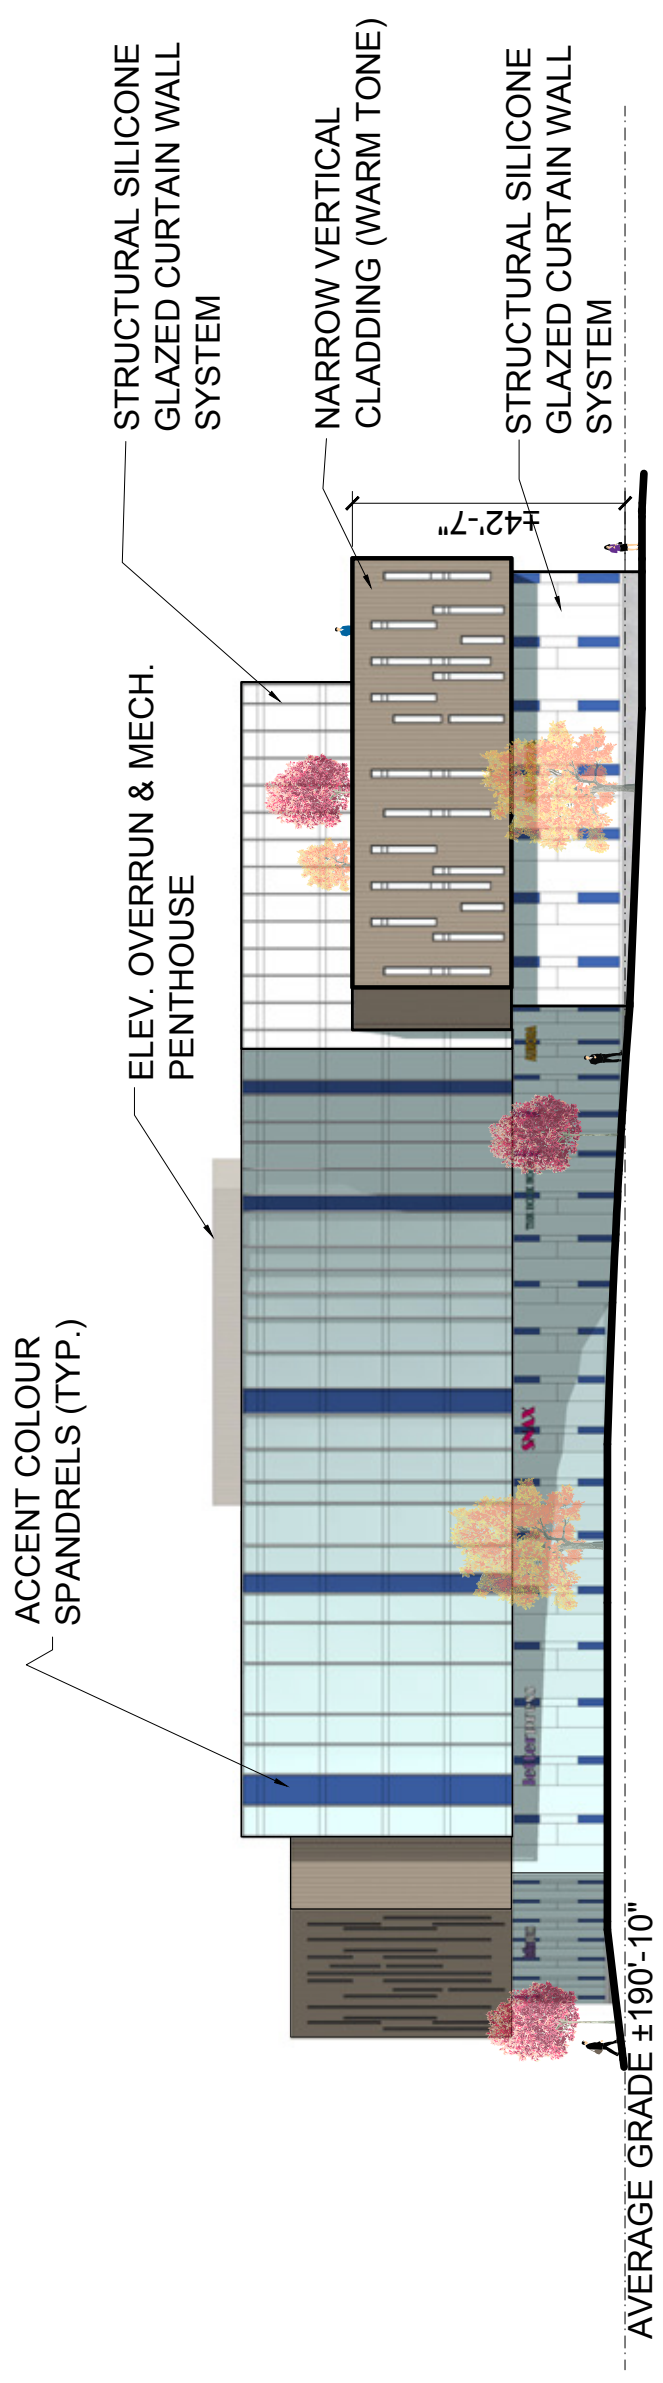 ACCENT COLOUR
SPANDRELS (TYP.)
ELEV. OVERRUN & MECH.
PENTHOUSE
STRUCTURAL SILICONE
GLAZED CURTAIN WALL
SYSTEM
NARROW VERTICAL
CLADDING (WARM TONE)
STRUCTURAL SILICONE
GLAZED CURTAIN WALL
SYSTEM
±42'-7"
SNAX
AVERAGE GRADE ±190'-10"